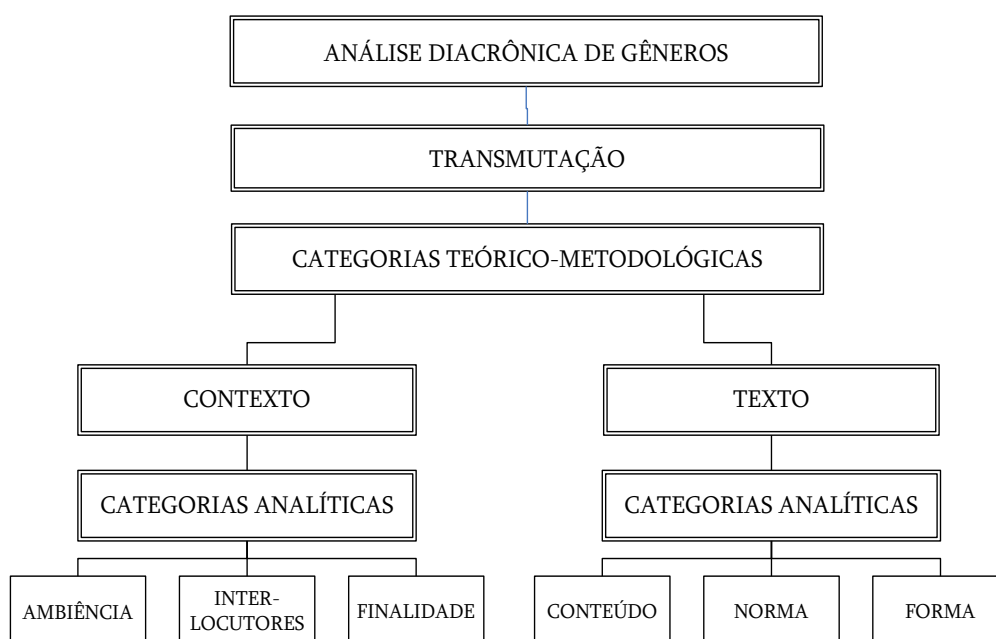 ANÁLISE DIACRÔNICA DE GÊNEROS
TRANSMUTAÇÃO
CATEGORIAS TEÓRICO-METODOLÓGICAS
CONTEXTO
TEXTO
CATEGORIAS ANALÍTICAS
CATEGORIAS ANALÍTICAS
AMBIÊNCIA
INTER-
LOCUTORES
FINALIDADE
CONTEÚDO
NORMA
FORMA